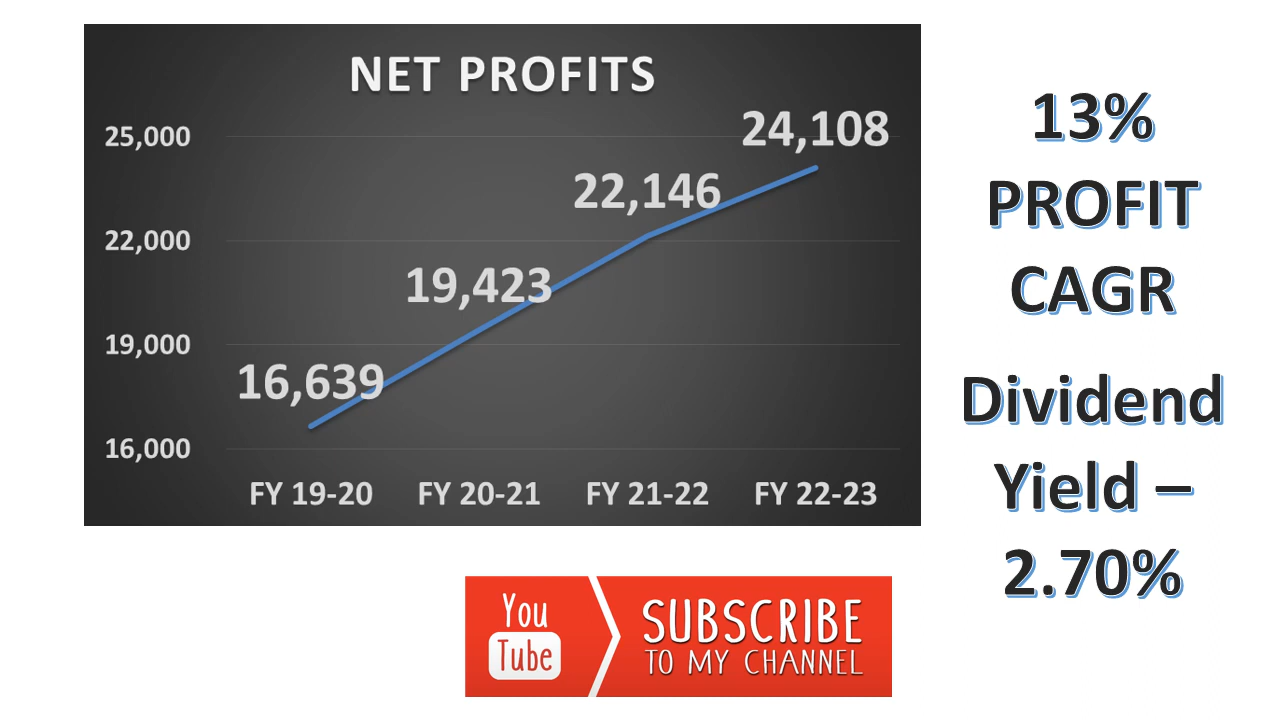 NET PROFITS
25,000
22,000
19,000
16,000
16,639
19,423
22,146
24,108
FY 19-20
FY 20-21
FY 21-22
FY 22-23
13%
PROFIT
CAGR
Dividend
Yield –
2.70%
You
Tube
SUBSCRIBE
TO MY CHANNEL